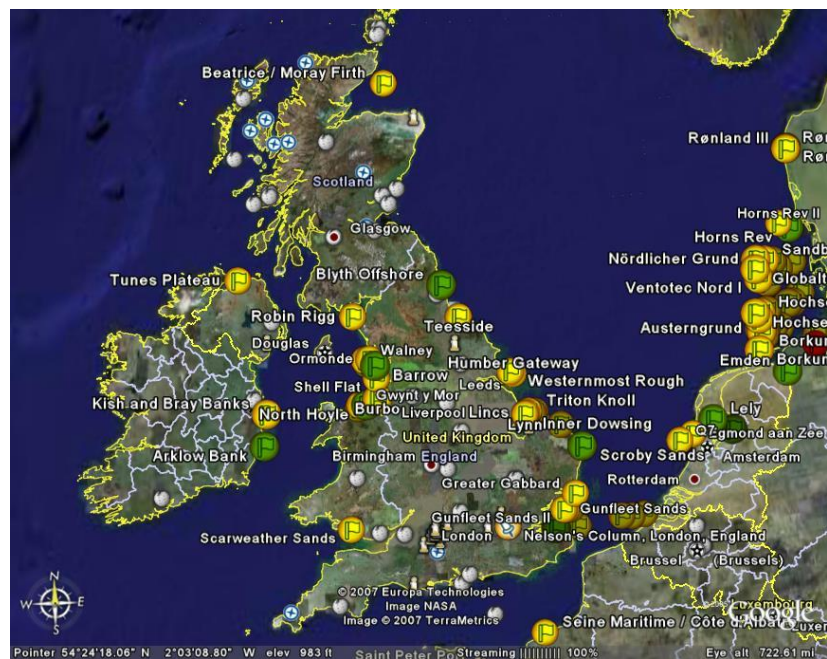 Beatrice / Moray Firth
Rønland III
Scotland
Horns Rev II
Glasgow
Horns Rev
Nördlicher Grund
Blyth Offshore
Tunes Plateau
Ventotec Nord I
Robin Rigg
Teesside
Austerngrund
Douglas
Ormonde
Walney
Humber Gateway
Emden
Barrow
Leeds
Westernmost Rough
Shell Flat
Gwynt y Mor
Triton Knoll
Kish and Bray Banks
North Hoyle
Burbo
Liverpool
Lincs
Lely
Lynn
Inner Dowsing
Q7
Egmond aan Zee
United Kingdom
Arklow Bank
Birmingham
England
Scroby Sands
Amsterdam
Greater Gabbard
Rotterdam
Gunfleet Sands
Gunfleet Sands II
Scarweather Sands
London
Nelson's Column, London, England
Brussel
(Brussels)
© 2007 Europa Technologies
Image NASA
Image © 2007 TerraMetrics
N
W E
S
Luxembourg
Google
Seine Maritime / Côte d'Albat
Pointer 54°24'18.06" N 2°03'08.80" W elev 983 ft
Streaming |||||||||| 100%
Eye alt 722.61 mi